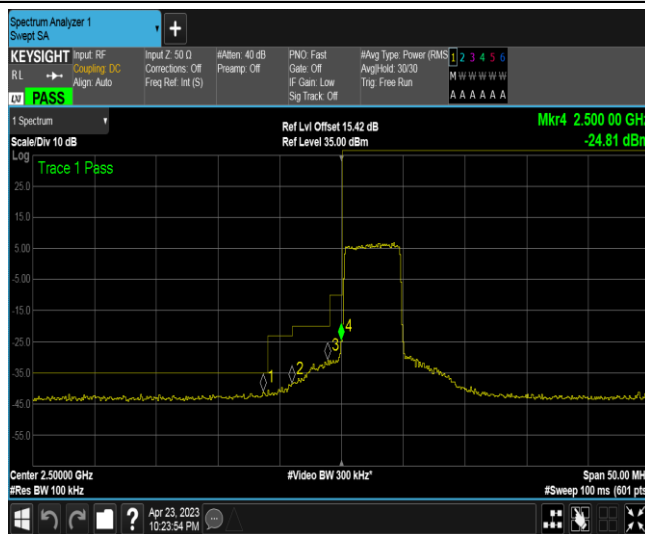 Spectrum Analyzer 1
Swept SA
KEYSIGHT
RL
LXI PASS
Input: RF
Coupling: DC
Align: Auto
Input Z: 50 Ω
Corrections: Off
Freq Ref: Int (S)
#Atten: 40 dB
Preamp: Off
PNO: Fast
Gate: Off
IF Gain: Low
Sig Track: Off
#Avg Type: Power (RMS
Avg|Hold: 30/30
Trig: Free Run
1 2 3 4 5 6
M W W W W W
A A A A A A
1 Spectrum
Scale/Div 10 dB
Ref Lvl Offset 15.42 dB
Ref Level 35.00 dBm
Mkr4 2.500 00 GHz
-24.81 dBm
Log
Trace 1 Pass
25.0
15.0
5.00
-5.00
-15.0
-25.0
-35.0
-45.0
-55.0
1
2
3
4
Center 2.50000 GHz
#Res BW 100 kHz
#Video BW 300 kHz*
Span 50.00 MH
#Sweep 100 ms (601 pts
?
Apr 23, 2023
10:23:54 PM